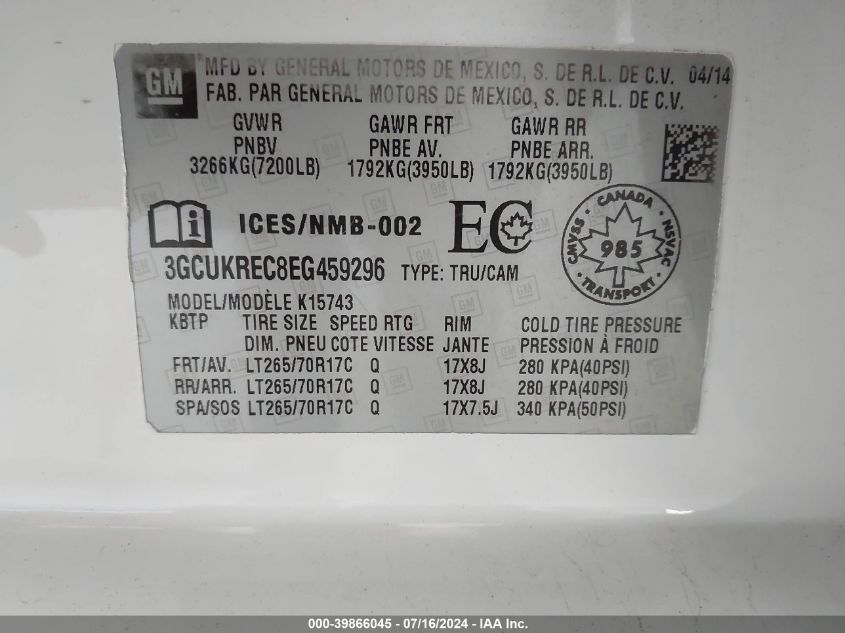 GM MFD BY GENERAL MOTORS DE MEXICO, S. DE R.L. DE C.V. 04/14
FAB. PAR GENERAL MOTORS DE MEXICO, S. DE R.L. DE C.V.
GVWR GAWR FRT GAWR RR
PNBV PNBE AV. PNBE ARR.
3266KG(7200LB) 1792KG(3950LB) 1792KG(3950LB)
i ICES/NMB-002 EC
CANADA
CMVSS 985 NSVAC
TRANSPORT
3GCUKREC8EG459296 TYPE: TRU/CAM
MODEL/MODÈLE K15743
KBTP TIRE SIZE SPEED RTG RIM COLD TIRE PRESSURE
DIM. PNEU COTE VITESSE JANTE PRESSION À FROID
FRT/AV. LT265/70R17C Q 17X8J 280 KPA(40PSI)
RR/ARR. LT265/70R17C Q 17X8J 280 KPA(40PSI)
SPA/SOS LT265/70R17C Q 17X7.5J 340 KPA(50PSI)
000-39866045 - 07/16/2024 - IAA Inc.